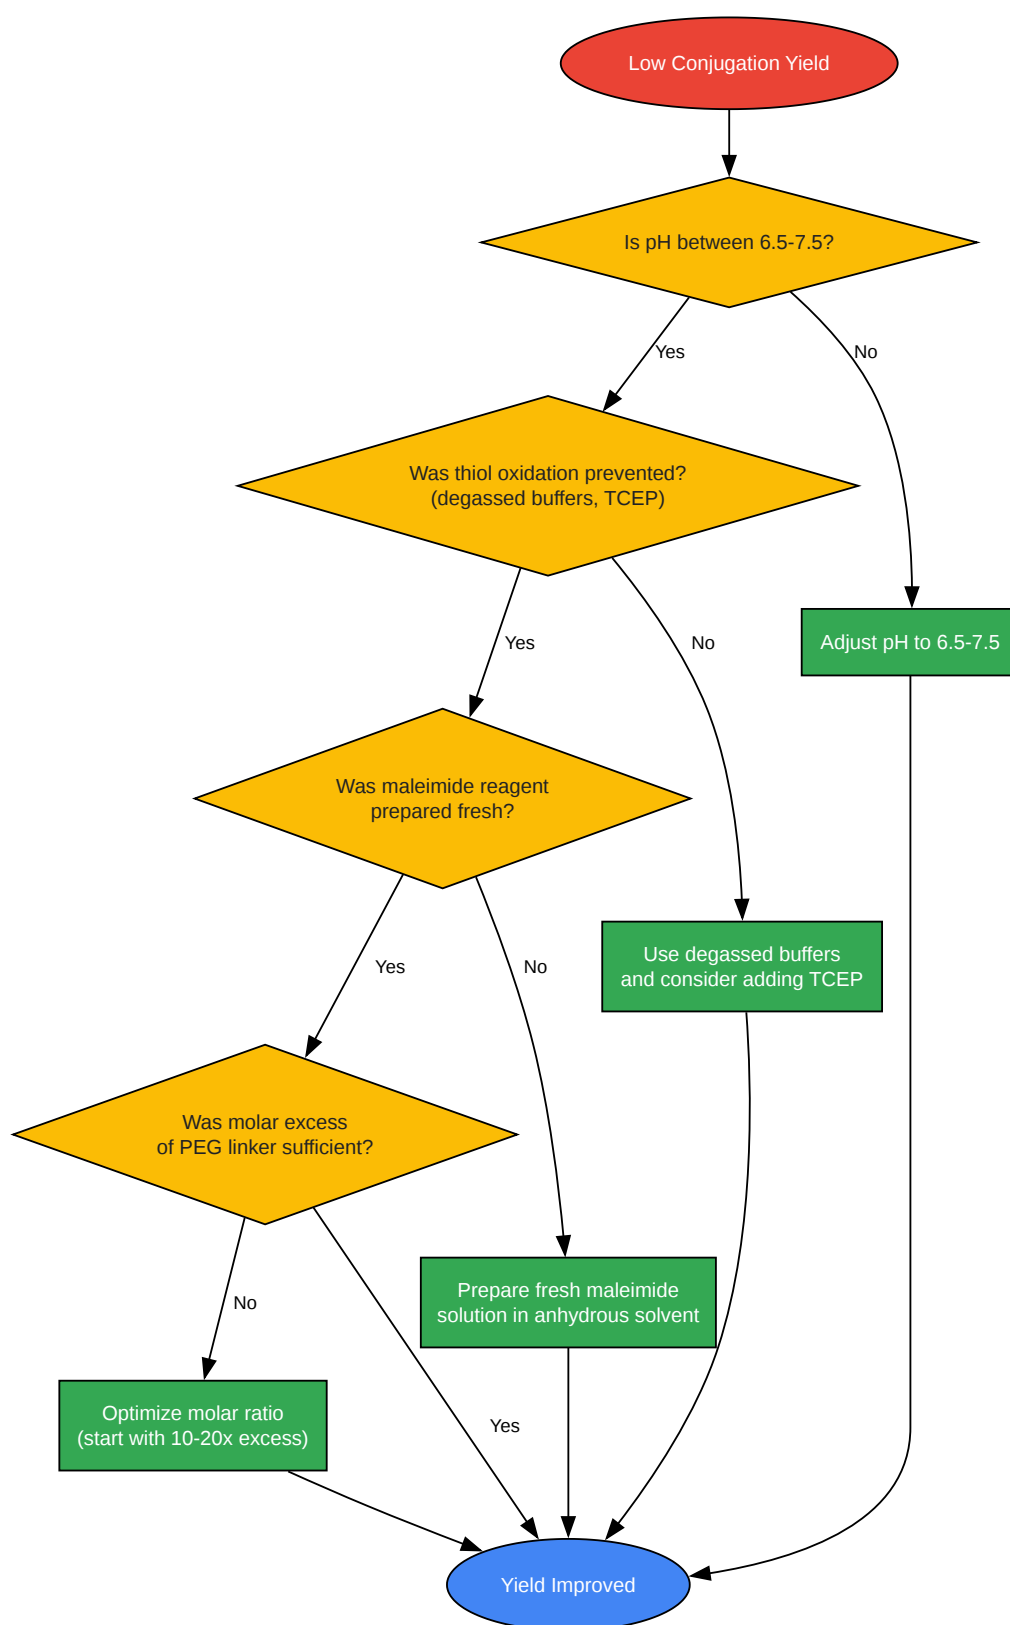 Low Conjugation Yield
Is pH between 6.5-7.5?
Yes
No
Was thiol oxidation prevented?
(degassed buffers, TCEP)
Yes
No
Adjust pH to 6.5-7.5
Was maleimide reagent
prepared fresh?
Yes
No
Use degassed buffers
and consider adding TCEP
Was molar excess
of PEG linker sufficient?
No
Yes
Prepare fresh maleimide
solution in anhydrous solvent
Optimize molar ratio
(start with 10-20x excess)
Yield Improved